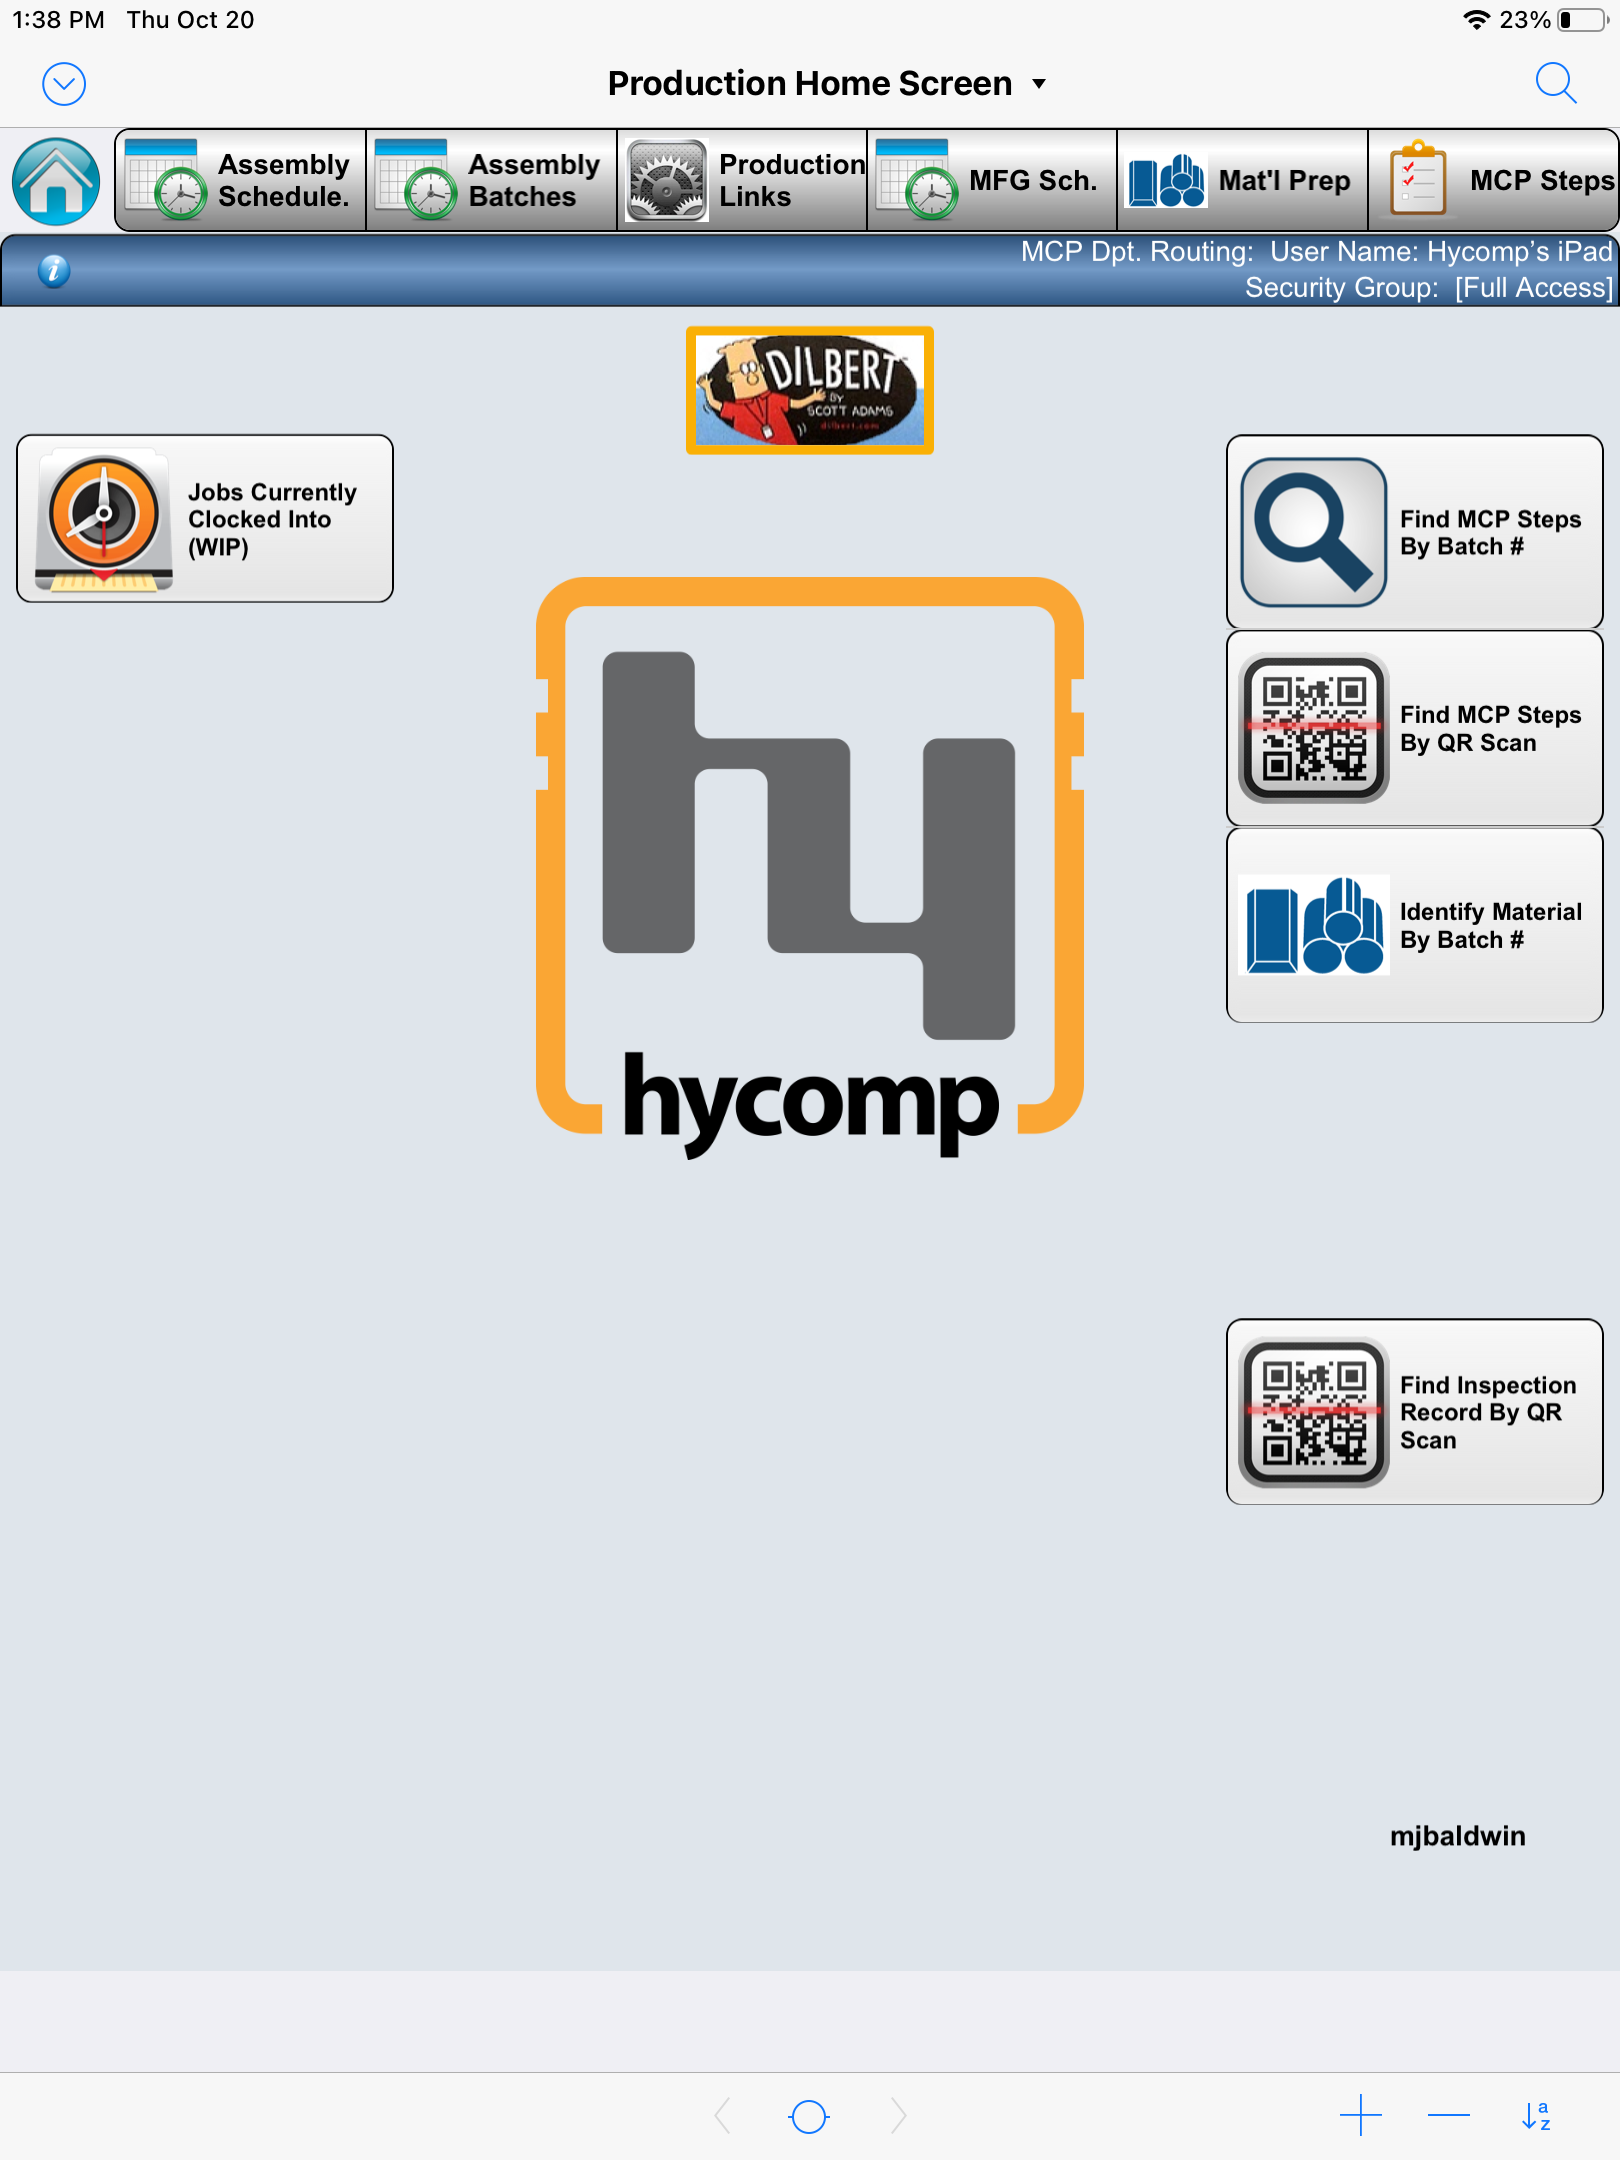 1:38 PM Thu Oct 20
23%
Production Home Screen
Assembly
Schedule.
Assembly
Batches
Production
Links
MFG Sch.
Mat'l Prep
MCP Steps
MCP Dpt. Routing: User Name: Hycomp’s iPad
Security Group: [Full Access]
DILBERT
BY
SCOTT ADAMS
dilbert.com
Jobs Currently
Clocked Into
(WIP)
Find MCP Steps
By Batch #
Find MCP Steps
By QR Scan
Identify Material
By Batch #
hy
hycomp
Find Inspection
Record By QR
Scan
mjbaldwin
a
z